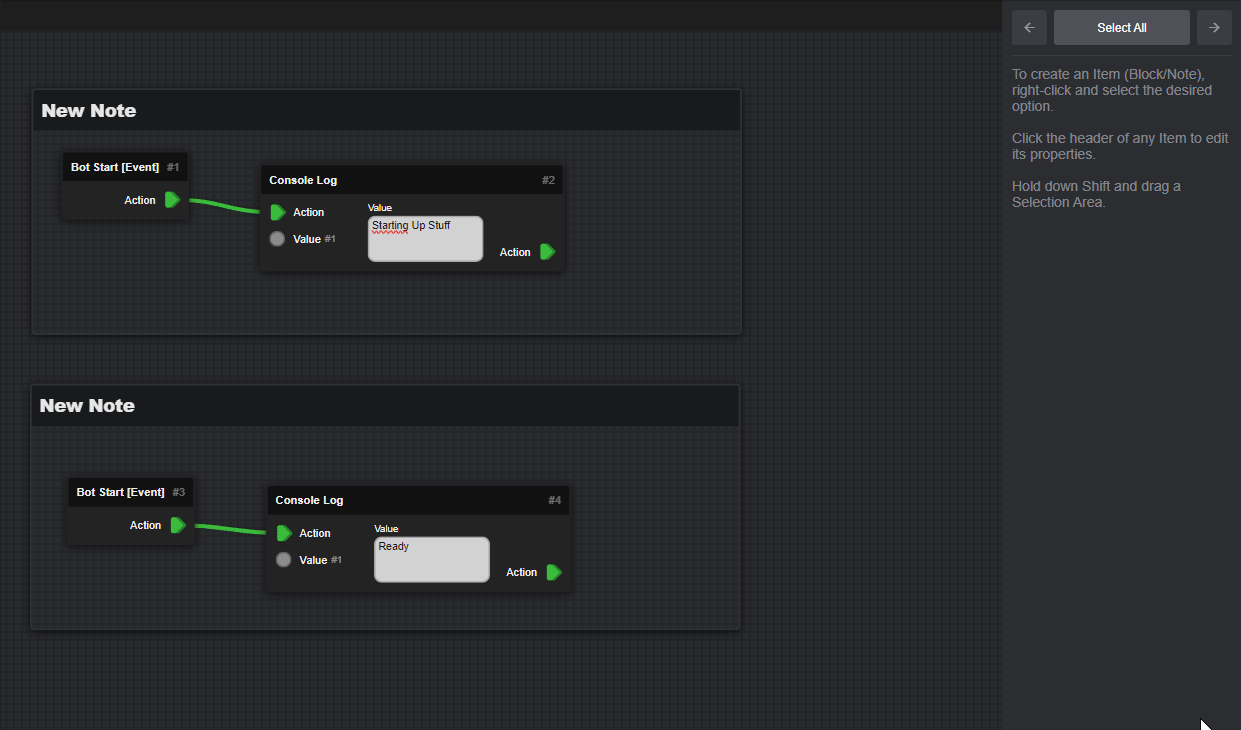 Select All
To create an Item (Block/Note),
right-click and select the desired
option.
Click the header of any Item to edit
its properties.
Hold down Shift and drag a
Selection Area.
New Note
Bot Start [Event] #1
Action
Console Log #2
Action
Value #1
Value
Starting Up Stuff
Action
New Note
Bot Start [Event] #3
Action
Console Log #4
Action
Value #1
Value
Ready
Action